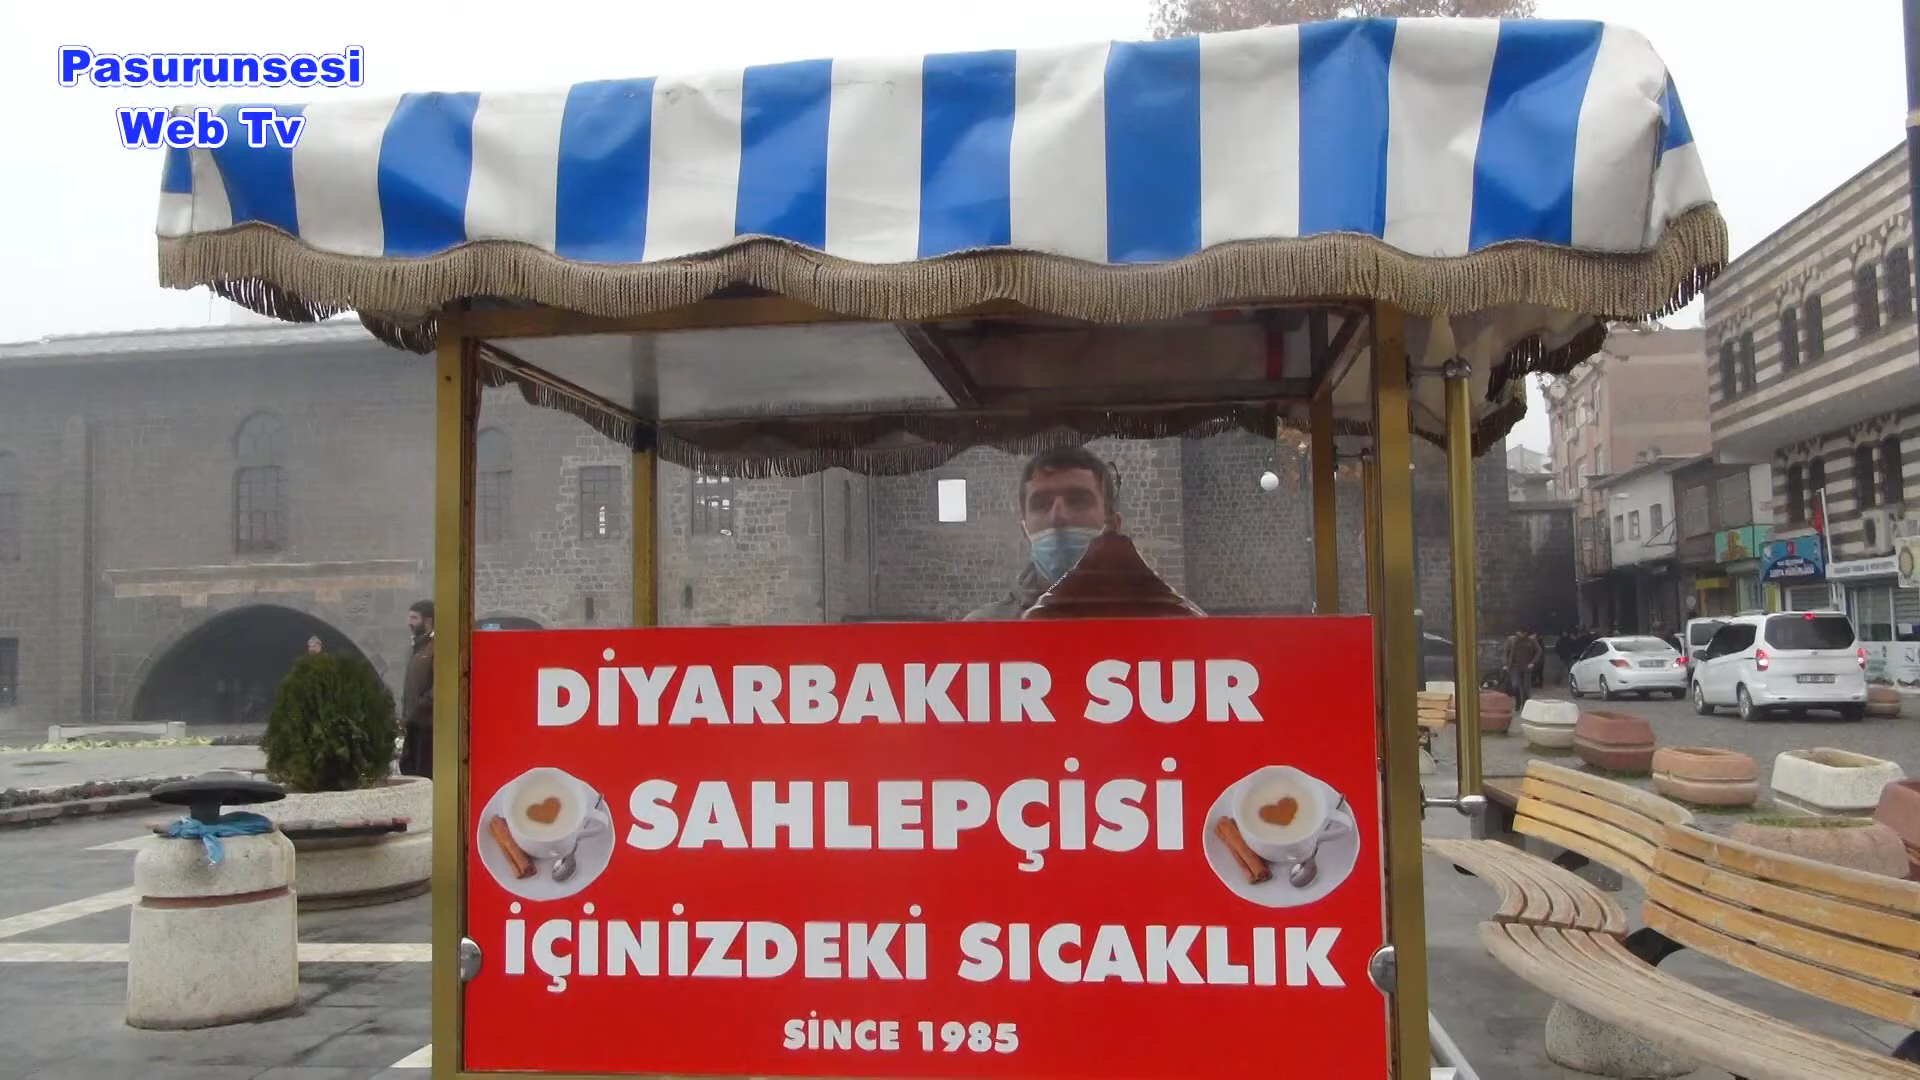 Pasurunsesi
Web Tv
DİYARBAKIR SUR
SAHLEPÇİSİ
İÇİNİZDEKİ SICAKLIK
SİNCE 1985